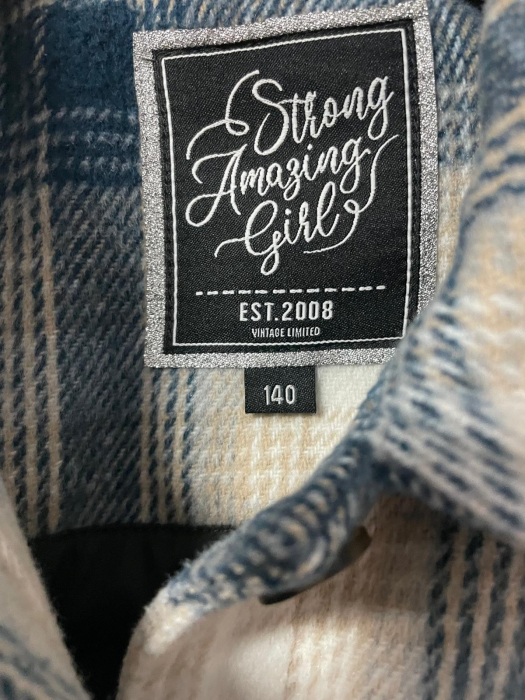 Strong
Amazing
Girl
EST.2008
VINTAGE LIMITED
140